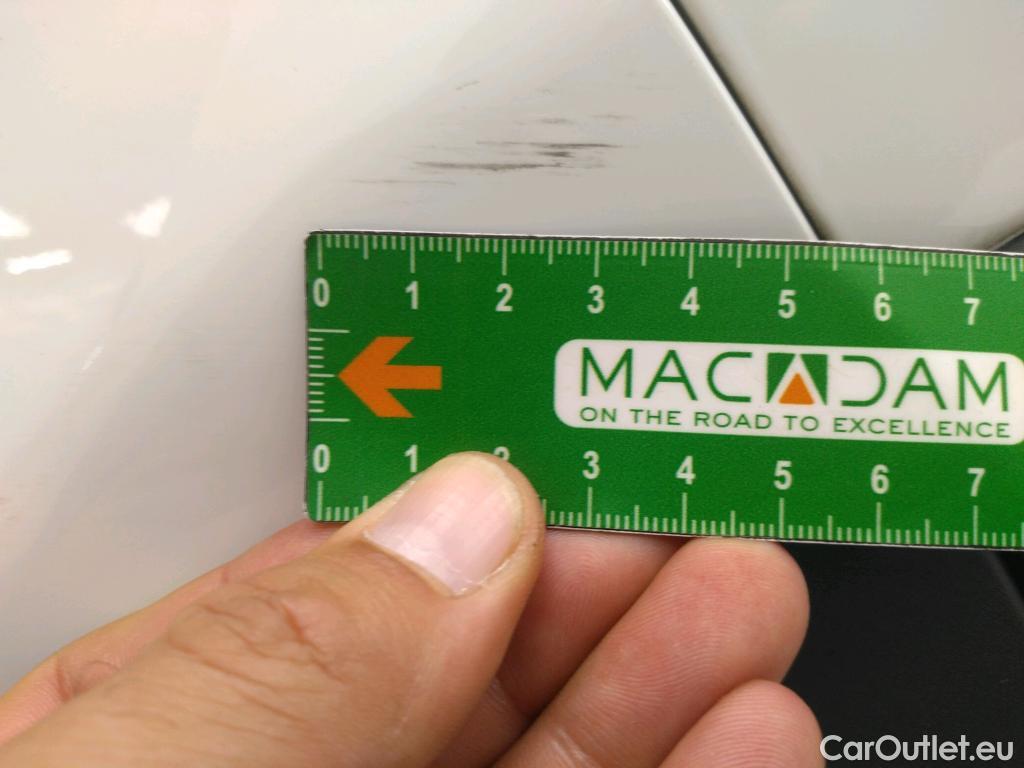 0 1 2 3 4 5 6 7
MACADAM
ON THE ROAD TO EXCELLENCE
0 1 2 3 4 5 6 7
CarOutlet.eu